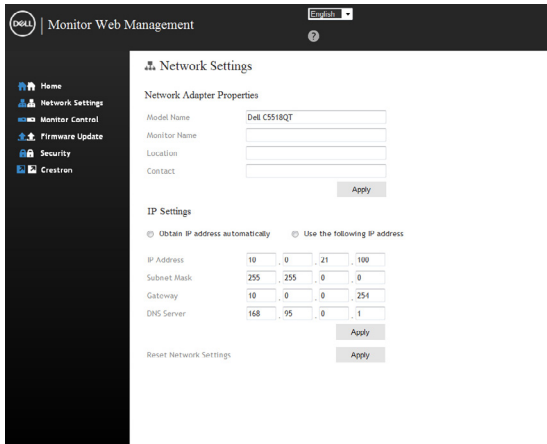 DELL Monitor Web Management
English
?
Home
Network Settings
Monitor Control
Firmware Update
Security
Crestron
Network Settings
Network Adapter Properties
Model Name Dell C5518QT
Monitor Name
Location
Contact
Apply
IP Settings
Obtain IP address automatically Use the following IP address
IP Address 10 . 0 . 21 . 100
Subnet Mask 255 . 255 . 0 . 0
Gateway 10 . 0 . 0 . 254
DNS Server 168 . 95 . 0 . 1
Apply
Reset Network Settings Apply